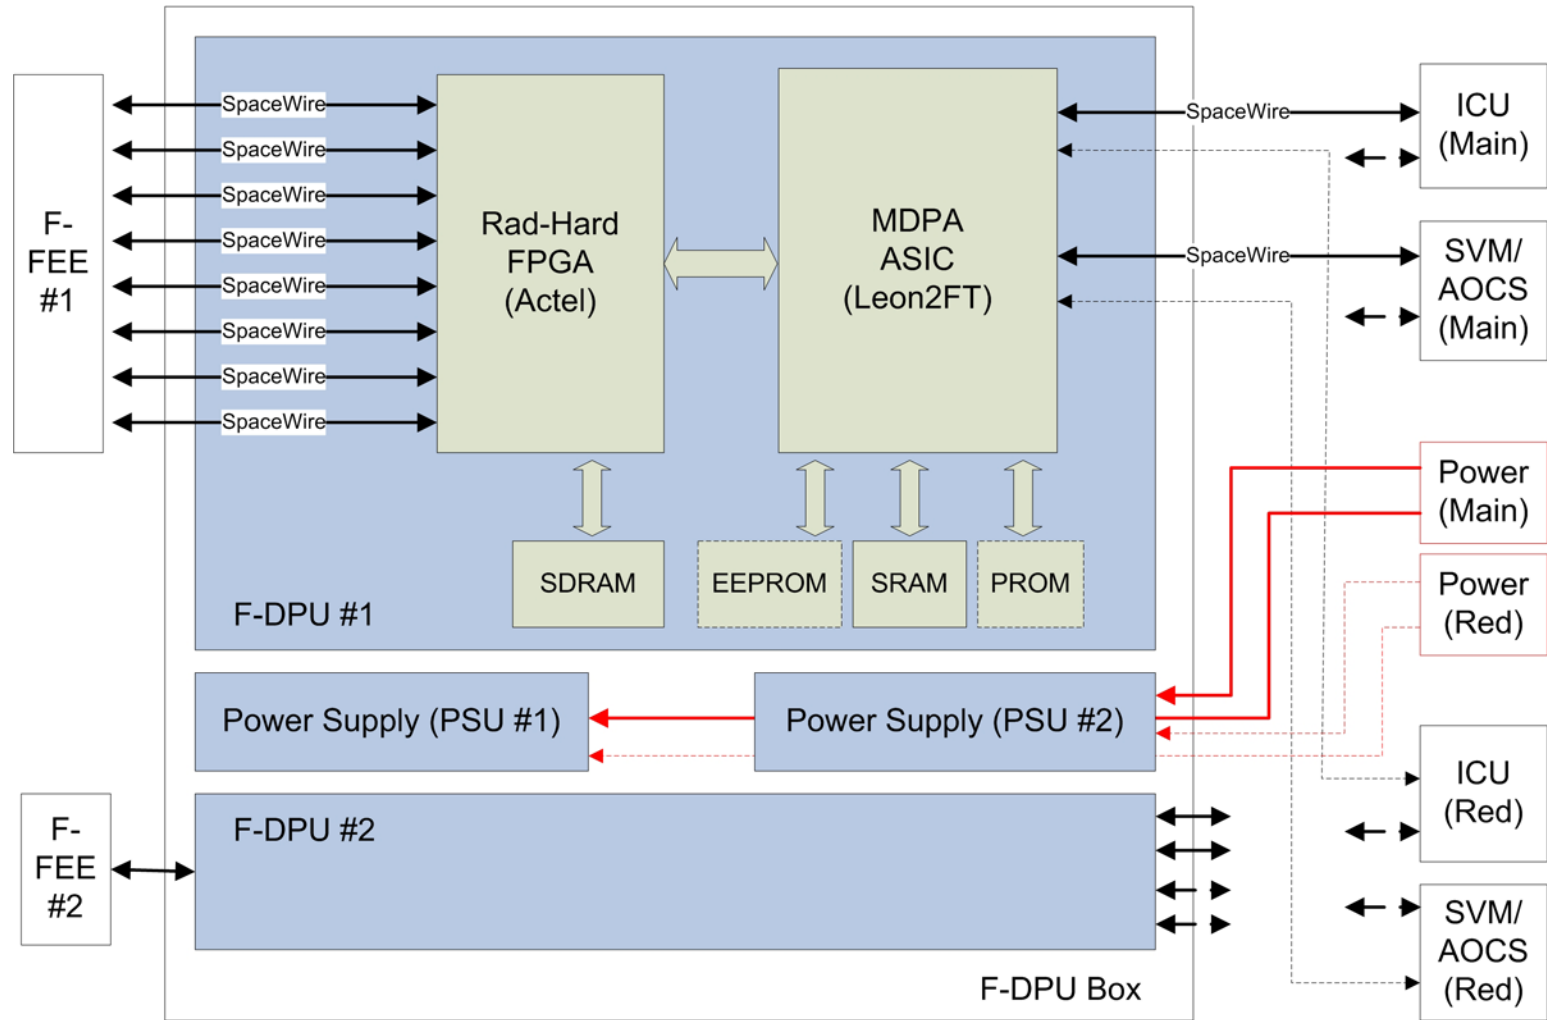 F-
FEE
#1
SpaceWire
SpaceWire
SpaceWire
SpaceWire
SpaceWire
SpaceWire
SpaceWire
SpaceWire
Rad-Hard
FPGA
(Actel)
MDPA
ASIC
(Leon2FT)
SpaceWire
SpaceWire
ICU
(Main)
SVM/
AOCS
(Main)
SDRAM
EEPROM
SRAM
PROM
F-DPU #1
Power
(Main)
Power
(Red)
Power Supply (PSU #1)
Power Supply (PSU #2)
F-
FEE
#2
F-DPU #2
ICU
(Red)
SVM/
AOCS
(Red)
F-DPU Box